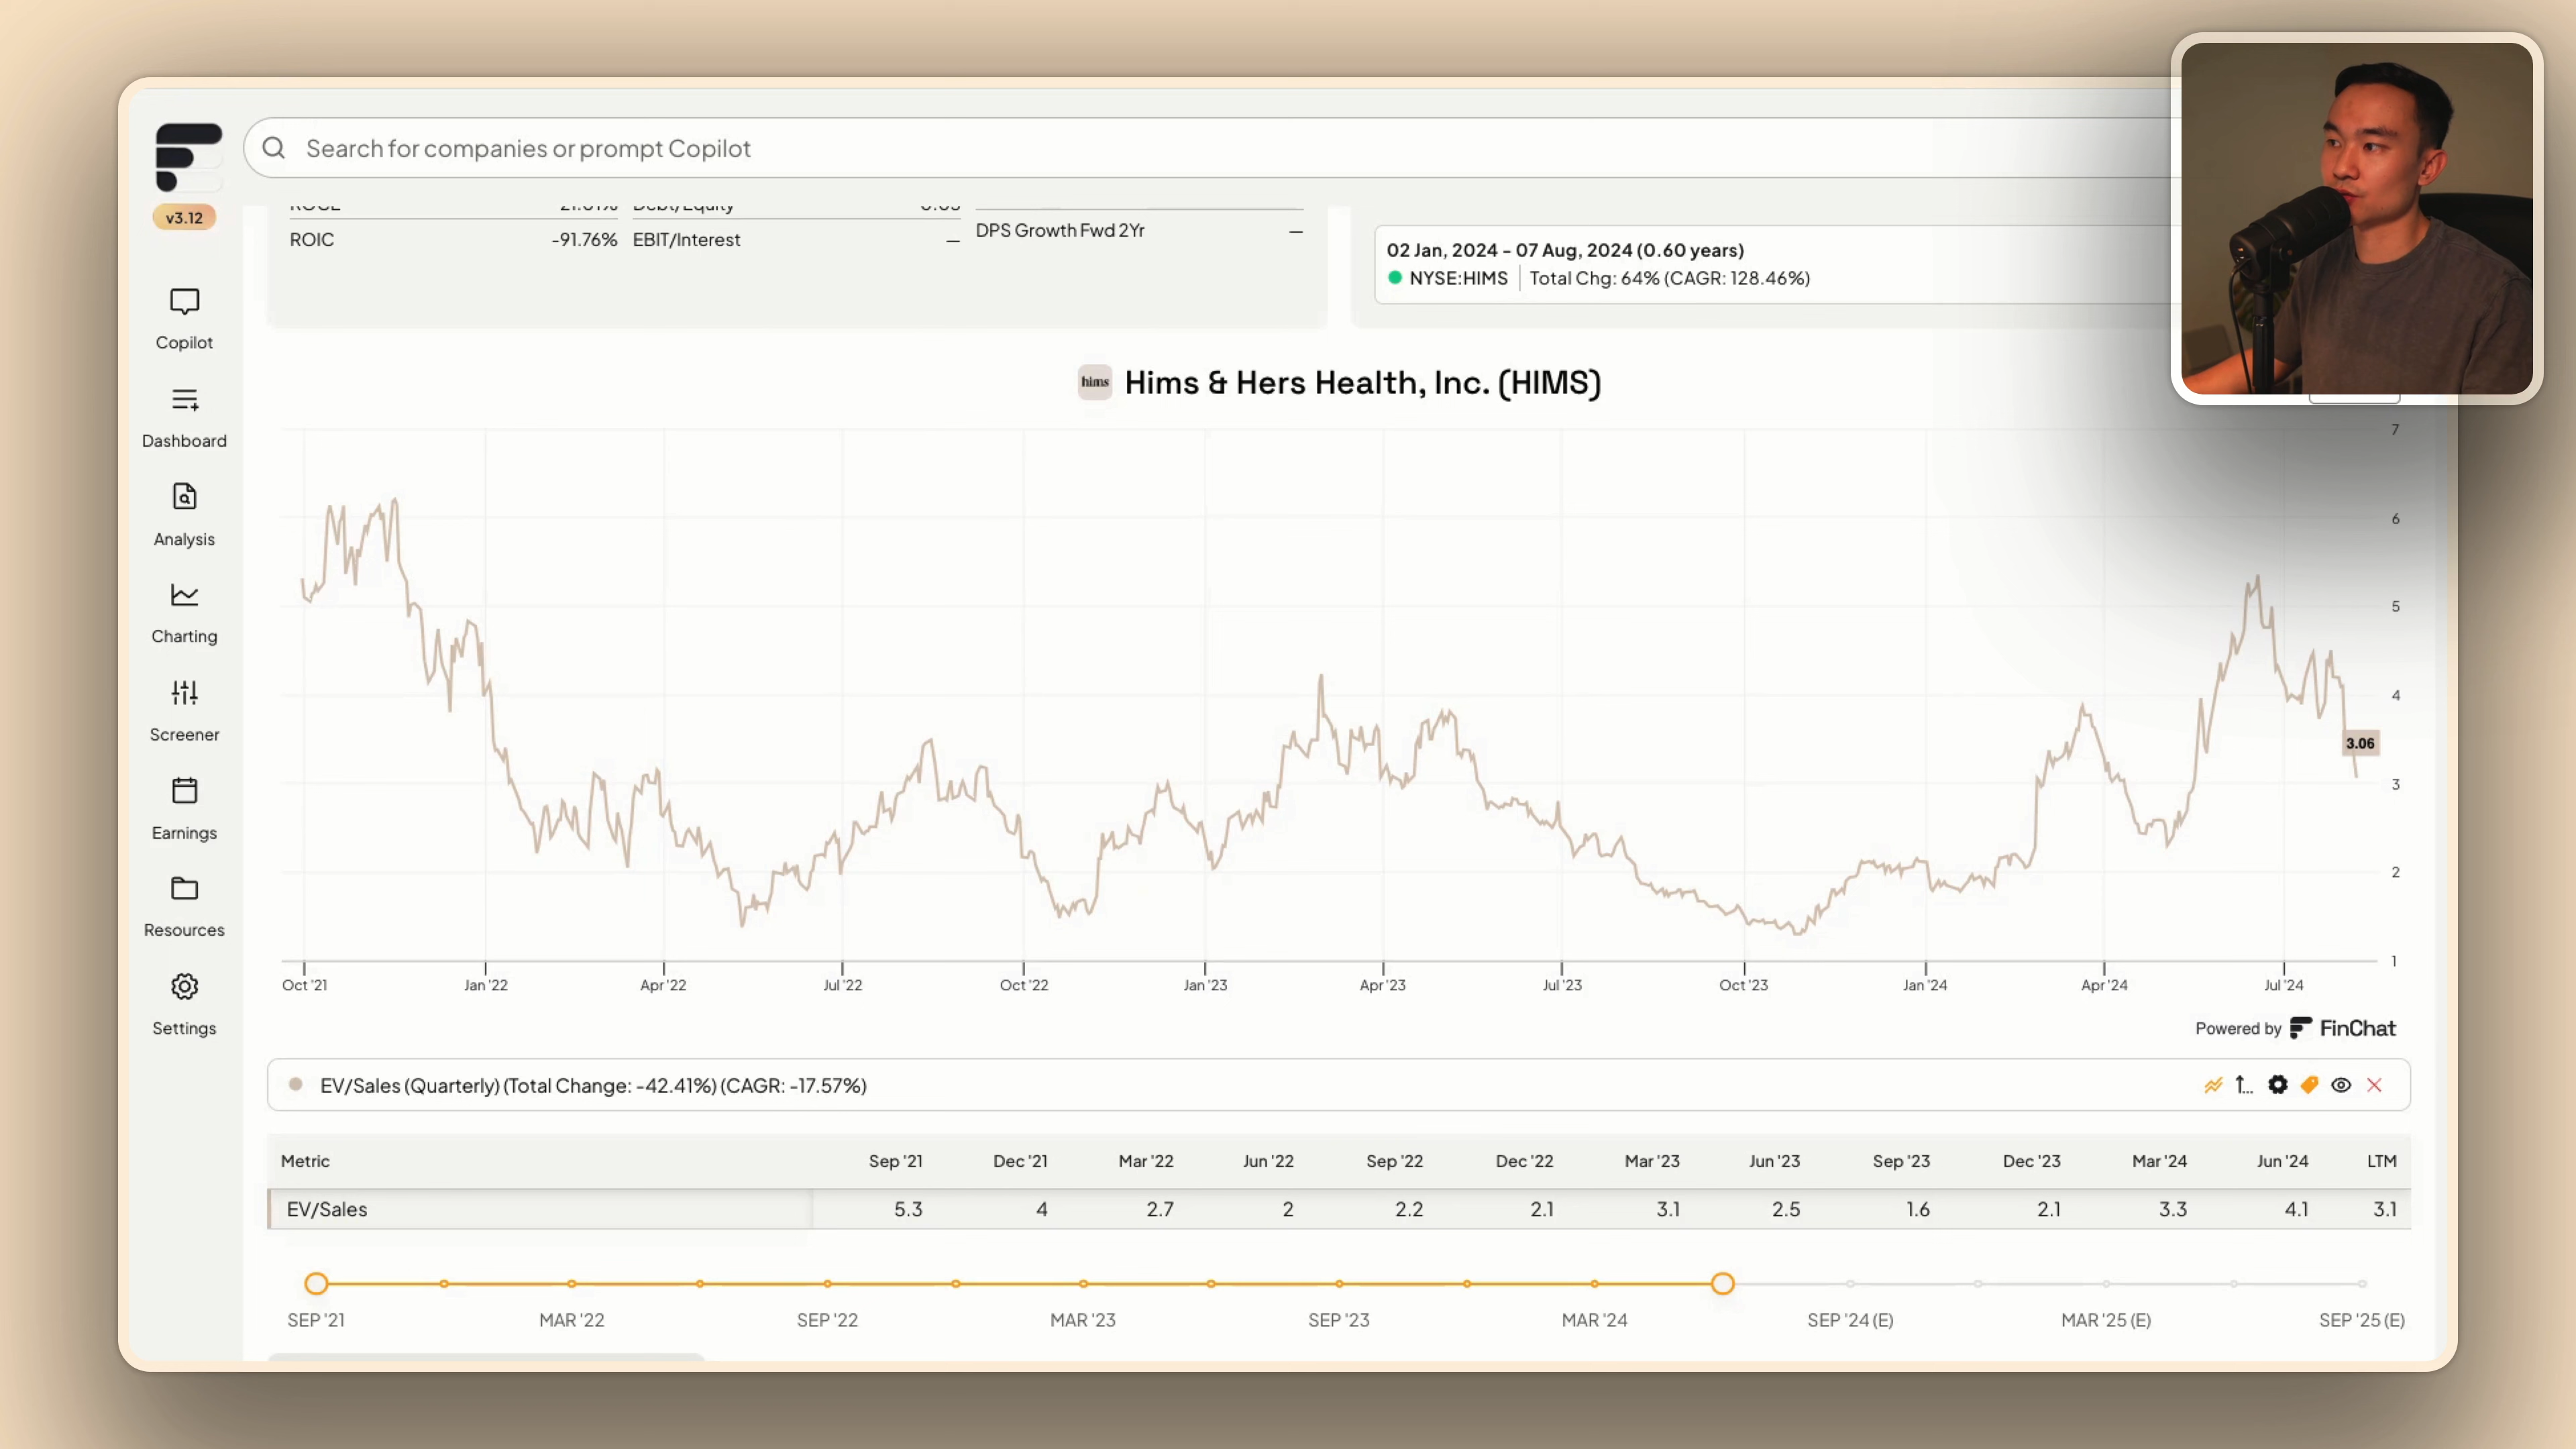 Search for companies or prompt Copilot
v3.12
Debt/Equity
ROIC -91.76% EBIT/Interest — DPS Growth Fwd 2Yr —
02 Jan, 2024 - 07 Aug, 2024 (0.60 years)
NYSE:HIMS Total Chg: 64% (CAGR: 128.46%)
Copilot
Dashboard
Analysis
Charting
Screener
Earnings
Resources
Settings
hims Hims & Hers Health, Inc. (HIMS)
7
6
5
4
3.06
3
2
1
Oct '21 Jan '22 Apr '22 Jul '22 Oct '22 Jan '23 Apr '23 Jul '23 Oct '23 Jan '24 Apr '24 Jul '24
Powered by FinChat
EV/Sales (Quarterly) (Total Change: -42.41%) (CAGR: -17.57%)
Metric Sep '21 Dec '21 Mar '22 Jun '22 Sep '22 Dec '22 Mar '23 Jun '23 Sep '23 Dec '23 Mar '24 Jun '24 LTM
EV/Sales 5.3 4 2.7 2 2.2 2.1 3.1 2.5 1.6 2.1 3.3 4.1 3.1
SEP '21 MAR '22 SEP '22 MAR '23 SEP '23 MAR '24 SEP '24 (E) MAR '25 (E) SEP '25 (E)